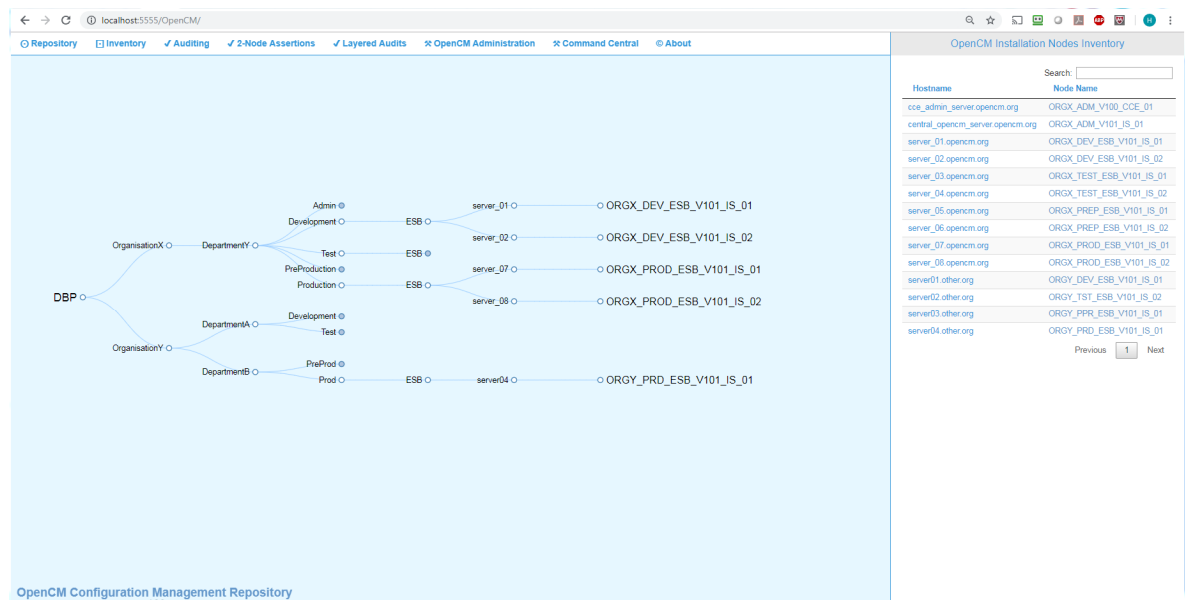 localhost:5555/OpenCM/
Repository Inventory Auditing 2-Node Assertions Layered Audits OpenCM Administration Command Central © About
OpenCM Installation Nodes Inventory
Search:
Hostname Node Name
cce_admin_server.opencm.org ORGX_ADM_V100_CCE_01
central_opencm_server.opencm.org ORGX_ADM_V101_IS_01
server_01.opencm.org ORGX_DEV_ESB_V101_IS_01
server_02.opencm.org ORGX_DEV_ESB_V101_IS_02
server_03.opencm.org ORGX_TEST_ESB_V101_IS_01
server_04.opencm.org ORGX_TEST_ESB_V101_IS_02
server_05.opencm.org ORGX_PREP_ESB_V101_IS_01
server_06.opencm.org ORGX_PREP_ESB_V101_IS_02
server_07.opencm.org ORGX_PROD_ESB_V101_IS_01
server_08.opencm.org ORGX_PROD_ESB_V101_IS_02
server01.other.org ORGY_DEV_ESB_V101_IS_01
server02.other.org ORGY_TST_ESB_V101_IS_02
server03.other.org ORGY_PPR_ESB_V101_IS_01
server04.other.org ORGY_PRD_ESB_V101_IS_01
Previous 1 Next
Admin
server_01 ORGX_DEV_ESB_V101_IS_01
Development ESB
server_02 ORGX_DEV_ESB_V101_IS_02
OrganisationX DepartmentY
Test ESB
PreProduction
server_07 ORGX_PROD_ESB_V101_IS_01
Production ESB
DBP
server_08 ORGX_PROD_ESB_V101_IS_02
Development
DepartmentA
Test
OrganisationY
PreProd
DepartmentB
Prod ESB server04 ORGY_PRD_ESB_V101_IS_01
OpenCM Configuration Management Repository